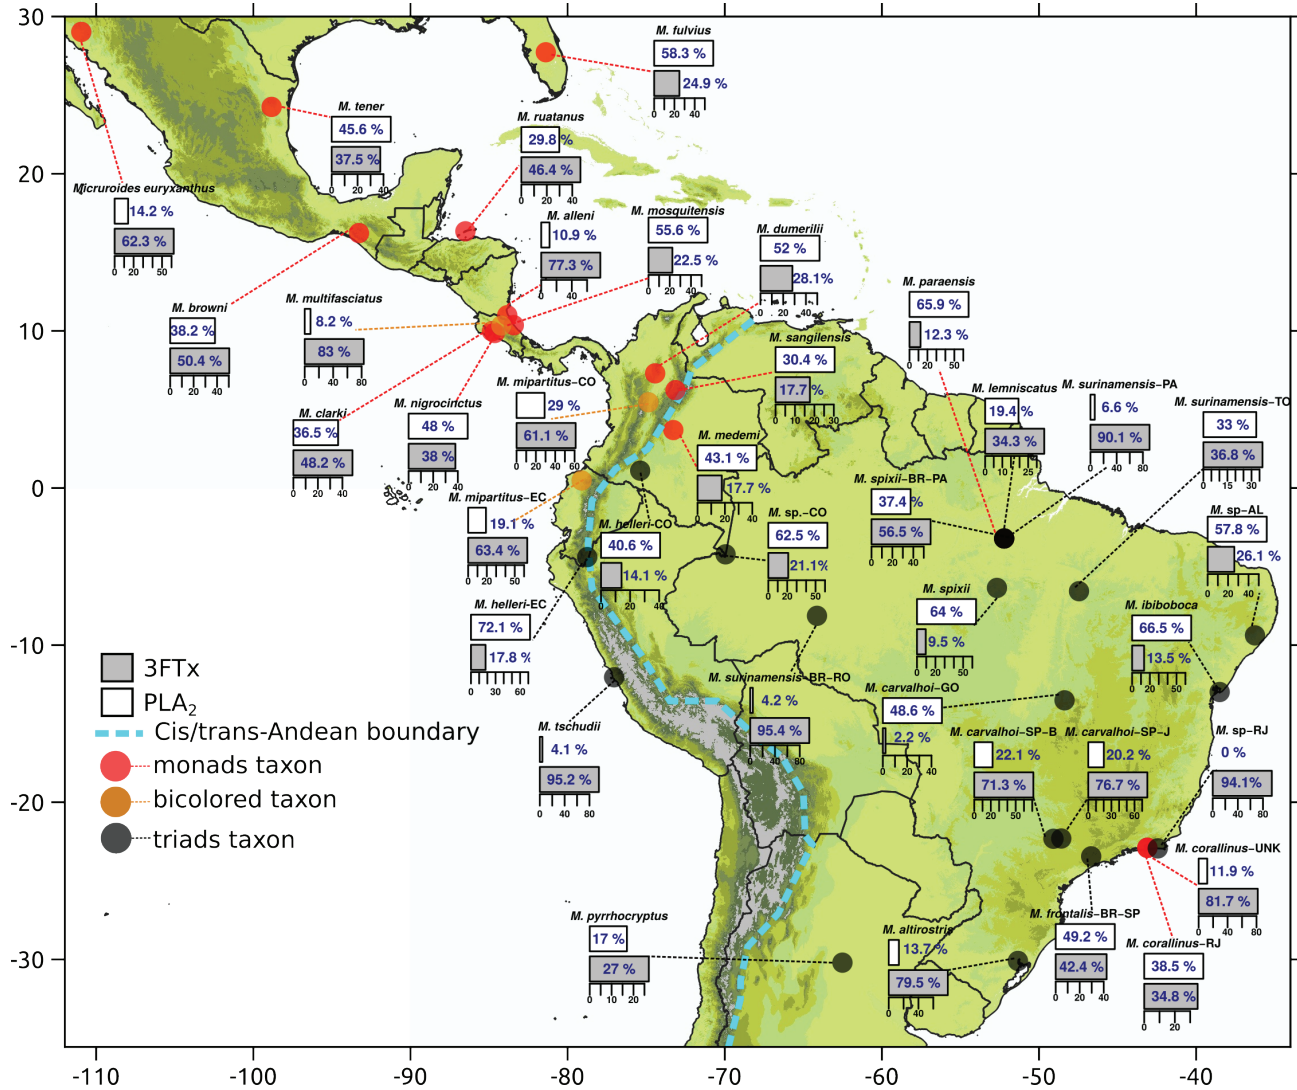 30
20
10
0
-10
-20
-30
-110
-100
-90
-80
-70
-60
-50
-40
M. fulvius
58.3 %
24.9 %
0 20 40
M. tener
45.6 %
37.5 %
0 20 40
M. ruatanus
29.8 %
46.4 %
0 20 40
Micruroides euryxanthus
14.2 %
62.3 %
0 20 50
M. alleni
10.9 %
77.3 %
0 40
M. mosquitensis
55.6 %
22.5 %
0 20 40
M. dumerilii
52 %
28.1%
0 20 40
M. paraensis
65.9 %
12.3 %
0 20 50
M. browni
38.2 %
50.4 %
0 20 40
M. multifasciatus
8.2 %
83 %
0 40 80
M. sangilensis
30.4 %
17.7 %
0 10 20 30
M. mipartitus-CO
29 %
61.1 %
0 20 40 60
M. clarki
36.5 %
48.2 %
0 20 40
M. nigrocinctus
48 %
38 %
0 20 40
M. lemniscatus
19.4 %
34.3 %
0 10 25
M. surinamensis-PA
6.6 %
90.1 %
0 40 80
M. surinamensis-TO
33 %
36.8 %
0 15 30
M. medemi
43.1 %
17.7 %
0 20 40
M. mipartitus-EC
19.1 %
63.4 %
0 20 50
M. helleri-CO
40.6 %
14.1 %
0 20 40
M. sp.-CO
62.5 %
21.1%
0 20 50
M. spixii-BR-PA
37.4 %
56.5 %
0 20 40
M. sp-AL
57.8 %
26.1 %
0 20 40
M. helleri-EC
72.1 %
17.8 %
0 30 60
M. spixii
64 %
9.5 %
0 20 50
M. ibiboboca
66.5 %
13.5 %
0 20 50
3FTx
PLA2
Cis/trans-Andean boundary
monads taxon
bicolored taxon
triads taxon
M. tschudii
4.1 %
95.2 %
0 40 80
M. surinamensis-BR-RO
4.2 %
95.4 %
0 40 80
M. carvalhoi-GO
48.6 %
2.2 %
0 20 40
M. carvalhoi-SP-B
22.1 %
71.3 %
0 20 50
M. carvalhoi-SP-J
20.2 %
76.7 %
0 30 60
M. sp-RJ
0 %
94.1%
0 40 80
M. corallinus-UNK
11.9 %
81.7 %
0 40 80
M. pyrrhocryptus
17 %
27 %
0 10 20
M. altirostris
13.7 %
79.5 %
0 40
M. frontalis-BR-SP
49.2 %
42.4 %
0 20 40
M. corallinus-RJ
38.5 %
34.8 %
0 20